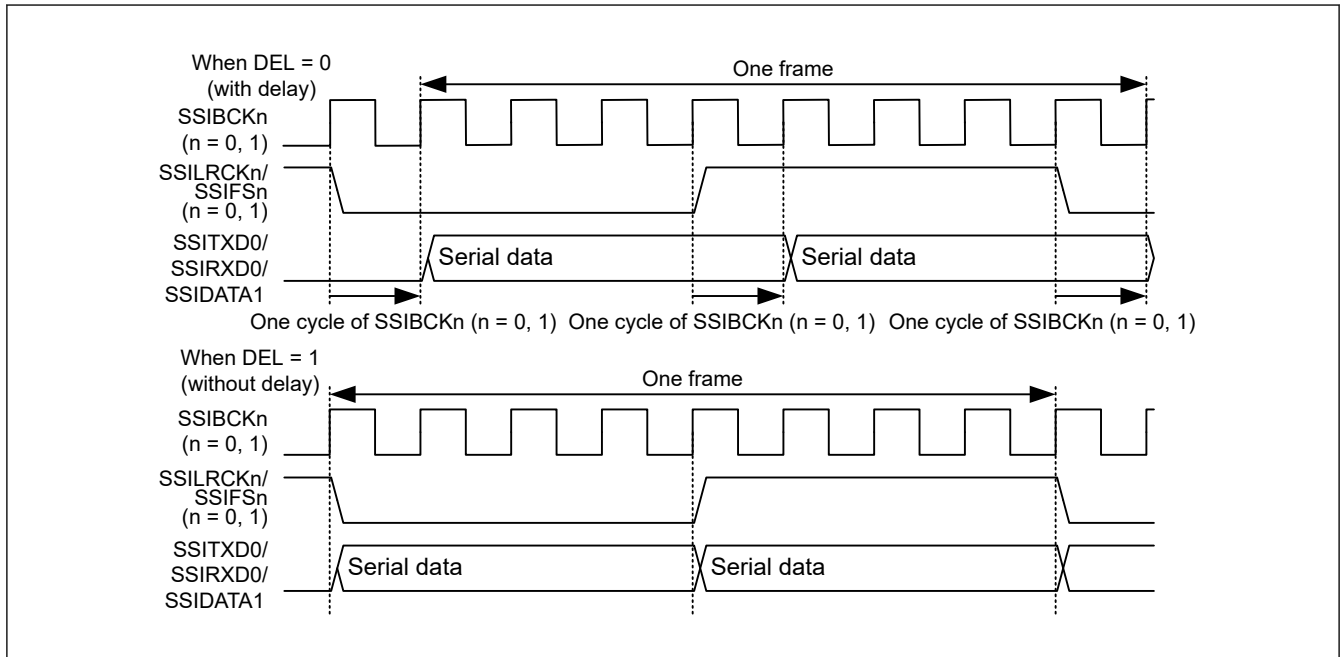 When DEL = 0
(with delay)
One frame
SSIBCKn
(n = 0, 1)
SSILRCKn/
SSIFSn
(n = 0, 1)
SSITXD0/
SSIRXD0/
SSIDATA1
Serial data
Serial data
One cycle of SSIBCKn (n = 0, 1) One cycle of SSIBCKn (n = 0, 1) One cycle of SSIBCKn (n = 0, 1)
When DEL = 1
(without delay)
One frame
SSIBCKn
(n = 0, 1)
SSILRCKn/
SSIFSn
(n = 0, 1)
SSITXD0/
SSIRXD0/
SSIDATA1
Serial data
Serial data